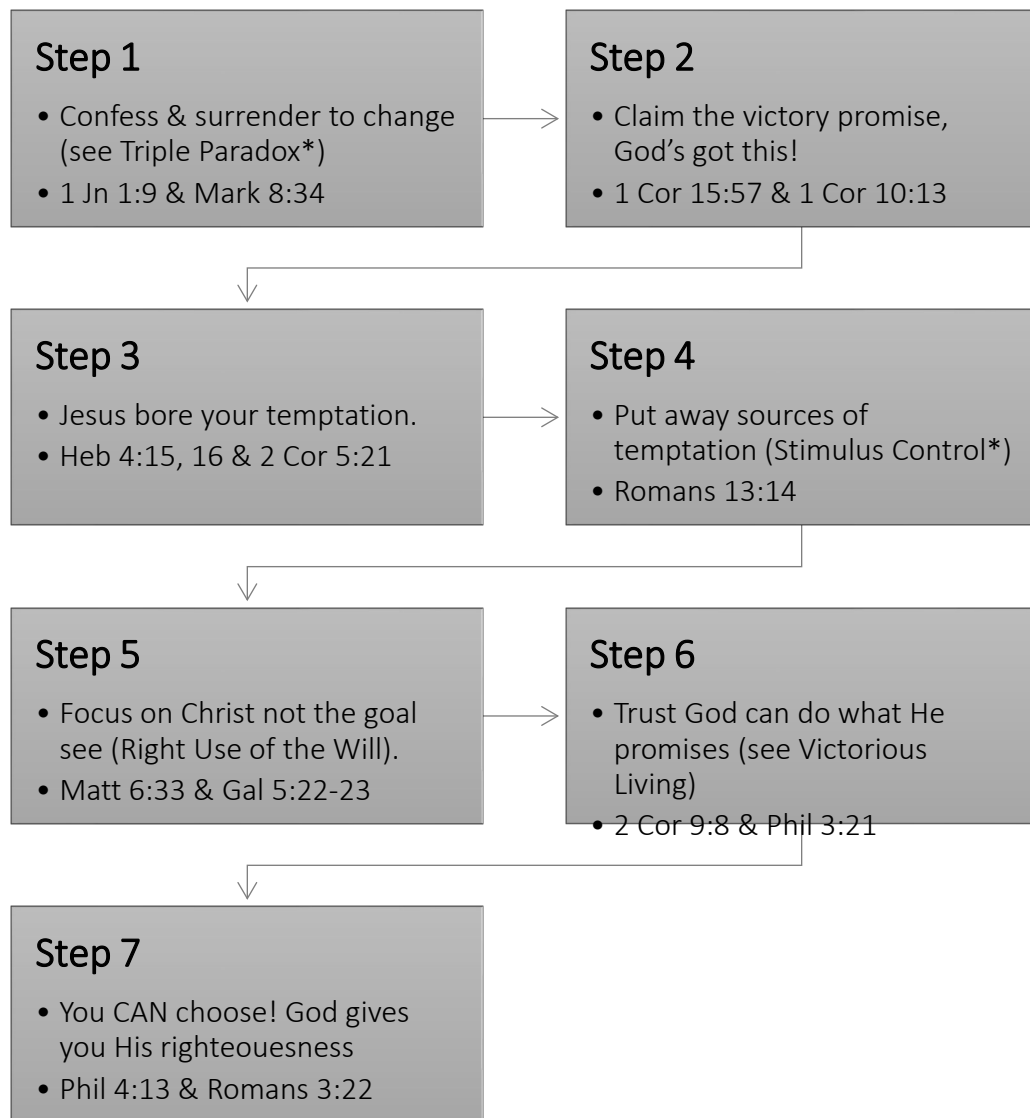 Step 1
• Confess & surrender to change
(see Triple Paradox*)
• 1 Jn 1:9 & Mark 8:34
Step 2
• Claim the victory promise,
God’s got this!
• 1 Cor 15:57 & 1 Cor 10:13
Step 3
• Jesus bore your temptation.
• Heb 4:15, 16 & 2 Cor 5:21
Step 4
• Put away sources of
temptation (Stimulus Control*)
• Romans 13:14
Step 5
• Focus on Christ not the goal
see (Right Use of the Will).
• Matt 6:33 & Gal 5:22-23
Step 6
• Trust God can do what He
promises (see Victorious
Living)
• 2 Cor 9:8 & Phil 3:21
Step 7
• You CAN choose! God gives
you His righteouesness
• Phil 4:13 & Romans 3:22